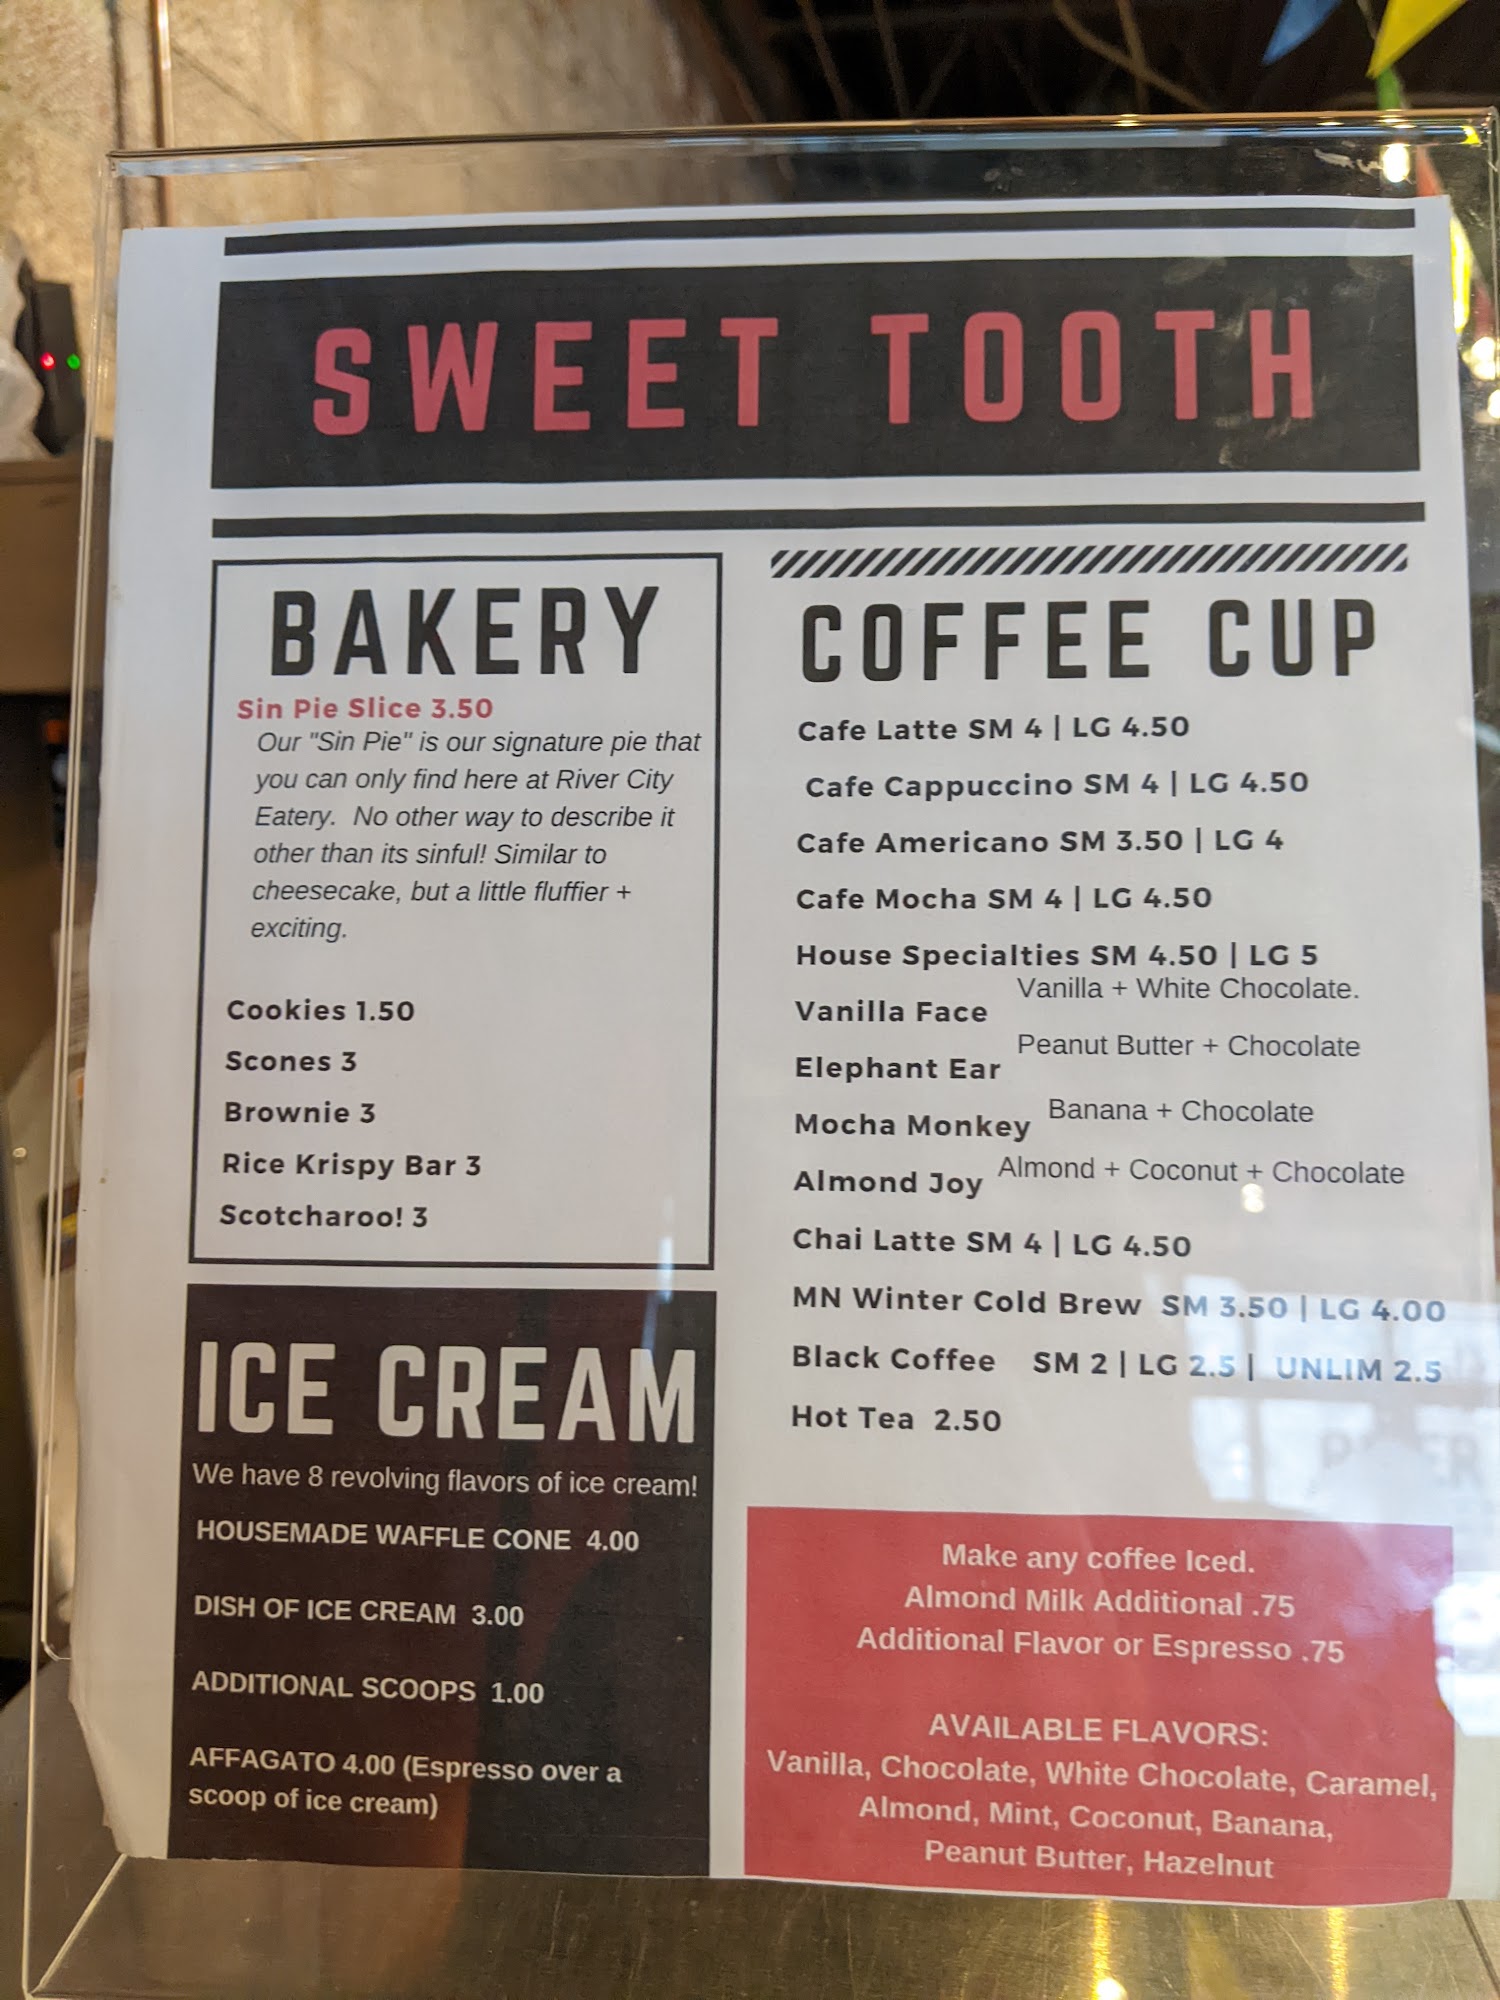 SWEET TOOTH
BAKERY
Sin Pie Slice 3.50
Our "Sin Pie" is our signature pie that
you can only find here at River City
Eatery. No other way to describe it
other than its sinful! Similar to
cheesecake, but a little fluffier +
exciting.
Cookies 1.50
Scones 3
Brownie 3
Rice Krispy Bar 3
Scotcharoo! 3
ICE CREAM
We have 8 revolving flavors of ice cream!
HOUSEMADE WAFFLE CONE 4.00
DISH OF ICE CREAM 3.00
ADDITIONAL SCOOPS 1.00
AFFAGATO 4.00 (Espresso over a
scoop of ice cream)
COFFEE CUP
Cafe Latte SM 4 | LG 4.50
Cafe Cappuccino SM 4 | LG 4.50
Cafe Americano SM 3.50 | LG 4
Cafe Mocha SM 4 | LG 4.50
House Specialties SM 4.50 | LG 5
Vanilla Face Vanilla + White Chocolate.
Elephant Ear Peanut Butter + Chocolate
Mocha Monkey Banana + Chocolate
Almond Joy Almond + Coconut + Chocolate
Chai Latte SM 4 | LG 4.50
MN Winter Cold Brew SM 3.50 | LG 4.00
Black Coffee SM 2 | LG 2.5 | UNLIM 2.5
Hot Tea 2.50
Make any coffee Iced.
Almond Milk Additional .75
Additional Flavor or Espresso .75
AVAILABLE FLAVORS:
Vanilla, Chocolate, White Chocolate, Caramel,
Almond, Mint, Coconut, Banana,
Peanut Butter, Hazelnut